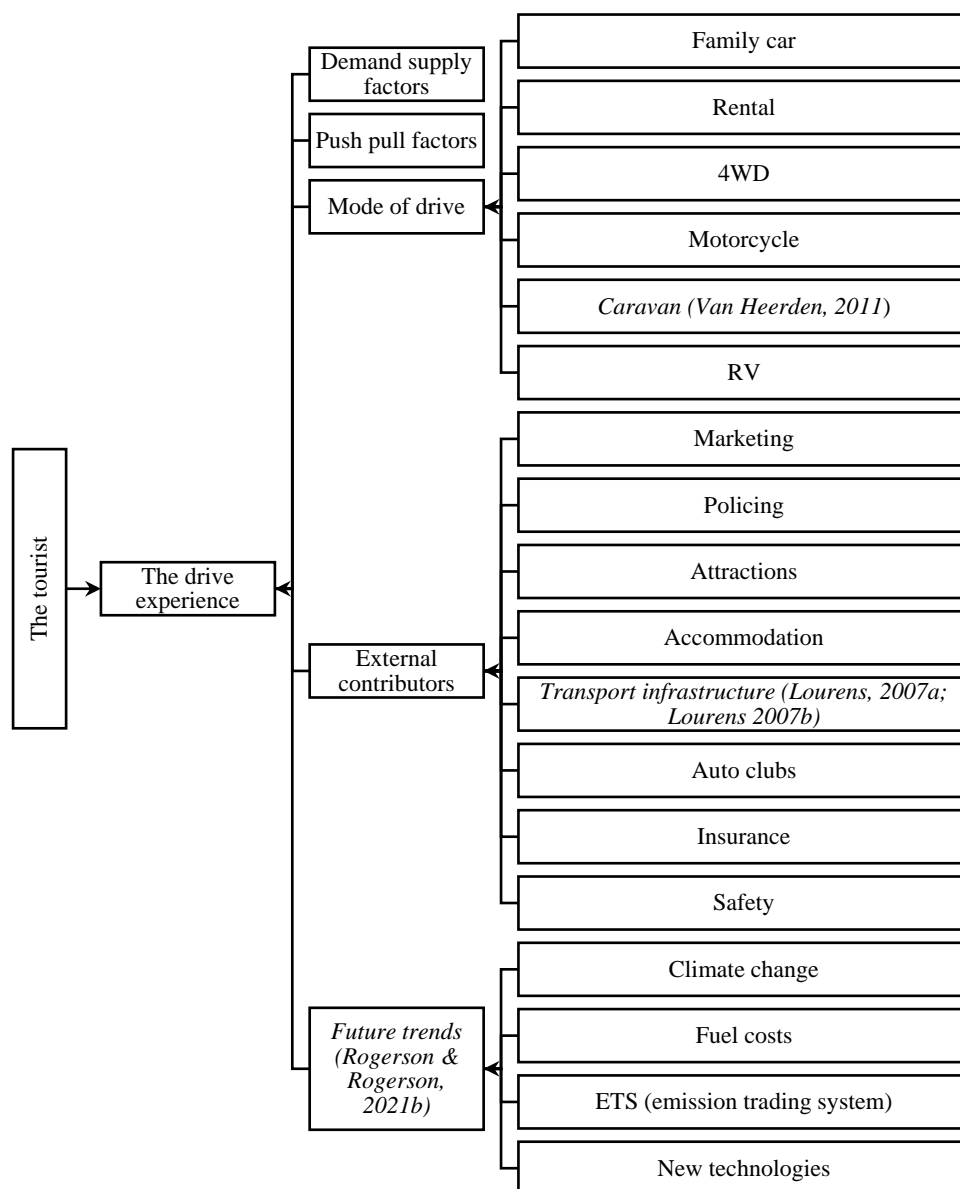 The tourist
The drive
experience
Demand supply
factors
Push pull factors
Mode of drive
Family car
Rental
4WD
Motorcycle
Caravan (Van Heerden, 2011)
RV
External
contributors
Marketing
Policing
Attractions
Accommodation
Transport infrastructure (Lourens, 2007a;
Lourens 2007b)
Auto clubs
Insurance
Safety
Future trends
(Rogerson &
Rogerson,
2021b)
Climate change
Fuel costs
ETS (emission trading system)
New technologies